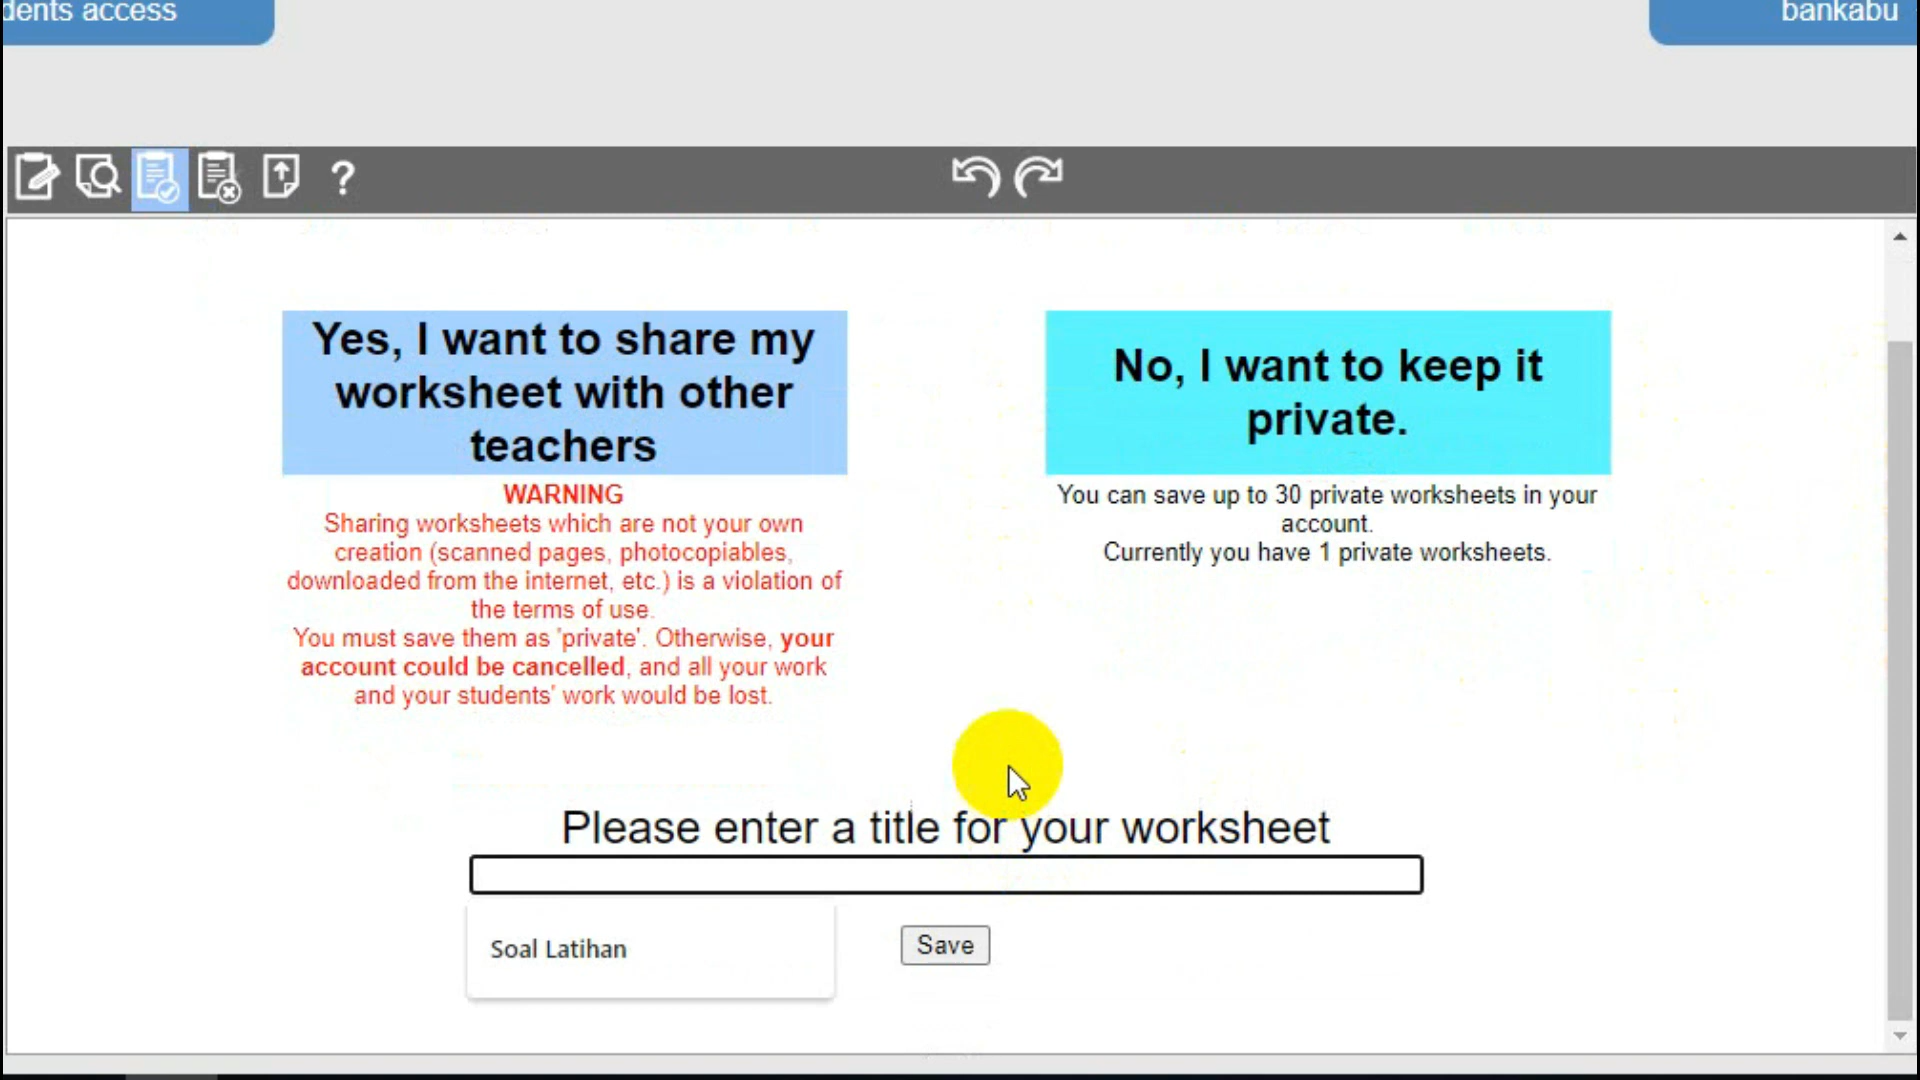 dents access
bankabu
?
Yes, I want to share my
worksheet with other
teachers
No, I want to keep it
private.
WARNING
Sharing worksheets which are not your own
creation (scanned pages, photocopiables,
downloaded from the internet, etc.) is a violation of
the terms of use.
You must save them as 'private'. Otherwise, your
account could be cancelled, and all your work
and your students' work would be lost.
You can save up to 30 private worksheets in your
account.
Currently you have 1 private worksheets.
Please enter a title for your worksheet
Soal Latihan
Save